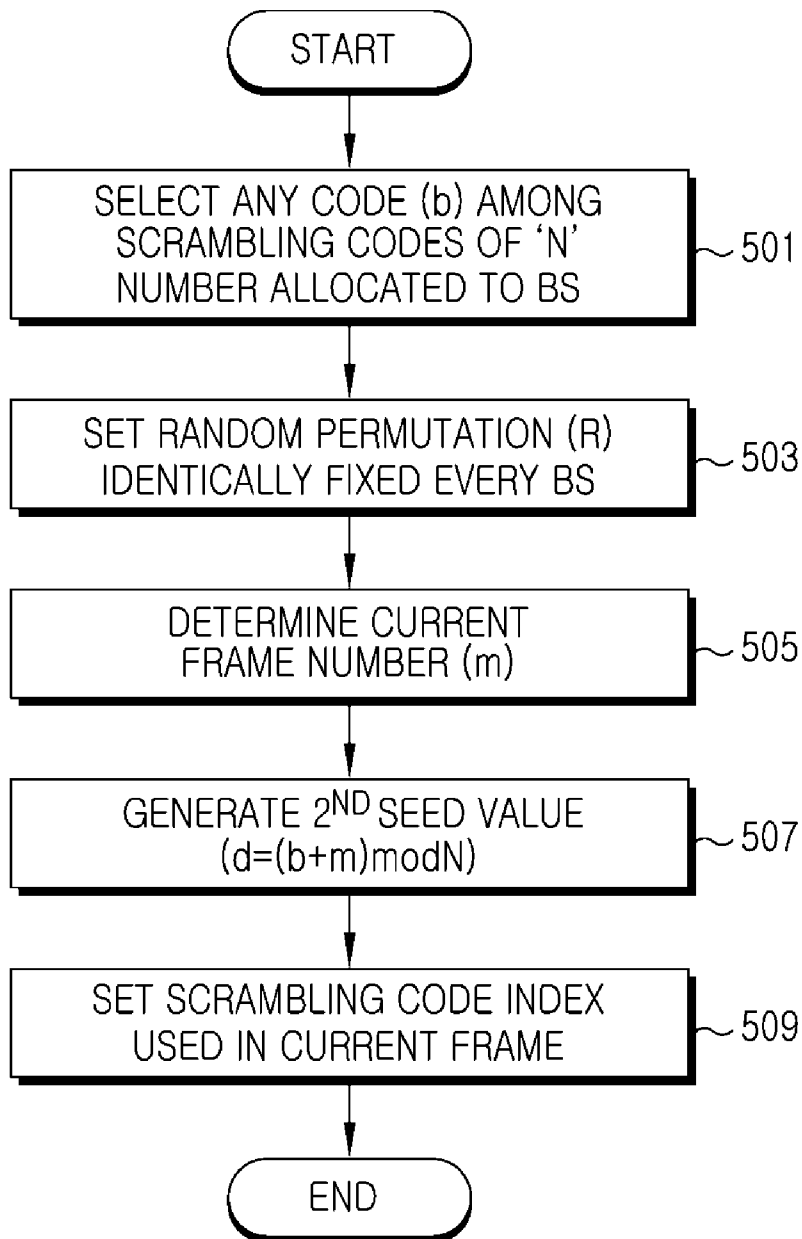 START
SELECT ANY CODE (b) AMONG
SCRAMBLING CODES OF ‘N’
NUMBER ALLOCATED TO BS
501
SET RANDOM PERMUTATION (R)
IDENTICALLY FIXED EVERY BS
503
DETERMINE CURRENT
FRAME NUMBER (m)
505
GENERATE 2ND SEED VALUE
(d=(b+m)modN)
507
SET SCRAMBLING CODE INDEX
USED IN CURRENT FRAME
509
END